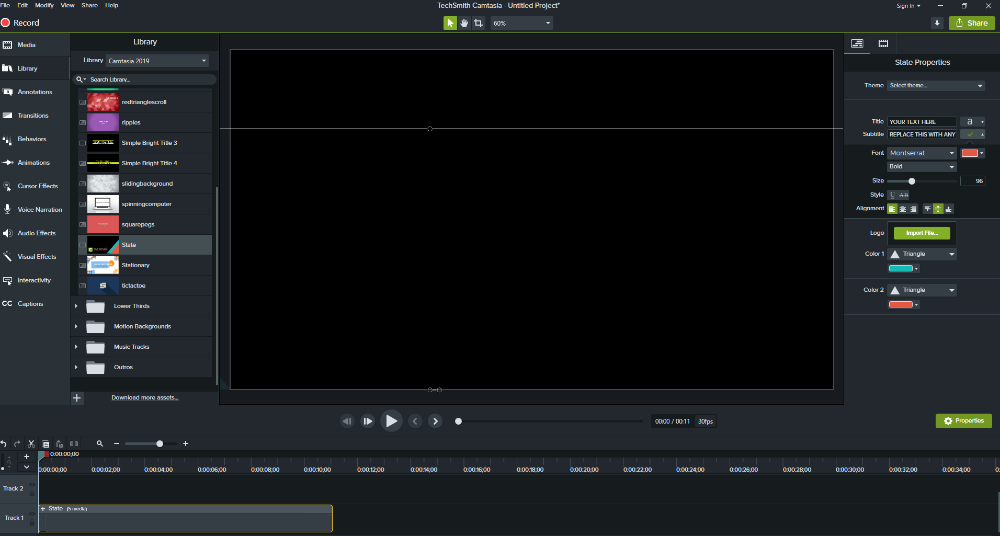 File Edit Modify View Share Help
TechSmith Camtasia - Untitled Project*
Sign In
Record
60%
Share
Media
Library
Annotations
Transitions
Behaviors
Animations
Cursor Effects
Voice Narration
Audio Effects
Visual Effects
Interactivity
CC Captions
Library
Library Camtasia 2019
Search Library...
redtrianglescroll
ripples
Simple Bright Title 3
Simple Bright Title 4
slidingbackground
spinningcomputer
squarepegs
State
Stationary
tictactoe
Lower Thirds
Motion Backgrounds
Music Tracks
Outros
Download more assets...
State Properties
Theme Select theme...
Title YOUR TEXT HERE a
Subtitle REPLACE THIS WITH ANY
Font Montserrat
Bold
Size 96
Style U AB
Alignment
Logo Import File...
Color 1 Triangle
Color 2 Triangle
00:00 / 00:11 30fps
Properties
0:00:00;00
0:00:00;00 0:00:02;00 0:00:04;00 0:00:06;00 0:00:08;00 0:00:10;00 0:00:12;00 0:00:14;00 0:00:16;00 0:00:18;00 0:00:20;00 0:00:22;00 0:00:24;00 0:00:26;00 0:00:28;00 0:00:30;00 0:00:32;00 0:00:34;00 0:
Track 2
Track 1
State (5 media)